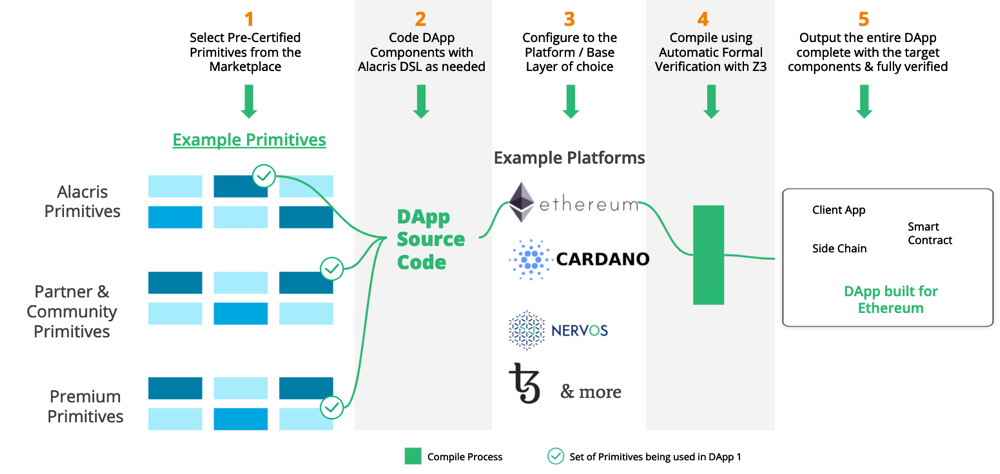 1
Select Pre-Certified
Primitives from the
Marketplace
2
Code DApp
Components with
Alacris DSL as needed
3
Configure to the
Platform / Base
Layer of choice
4
Compile using
Automatic Formal
Verification with Z3
5
Output the entire DApp
complete with the target
components & fully verified
Example Primitives
Alacris
Primitives
Partner &
Community
Primitives
Premium
Primitives
DApp
Source
Code
Example Platforms
ethereum
CARDANO
NERVOS
& more
Client App
Smart
Contract
Side Chain
DApp built for
Ethereum
Compile Process
Set of Primitives being used in DApp 1